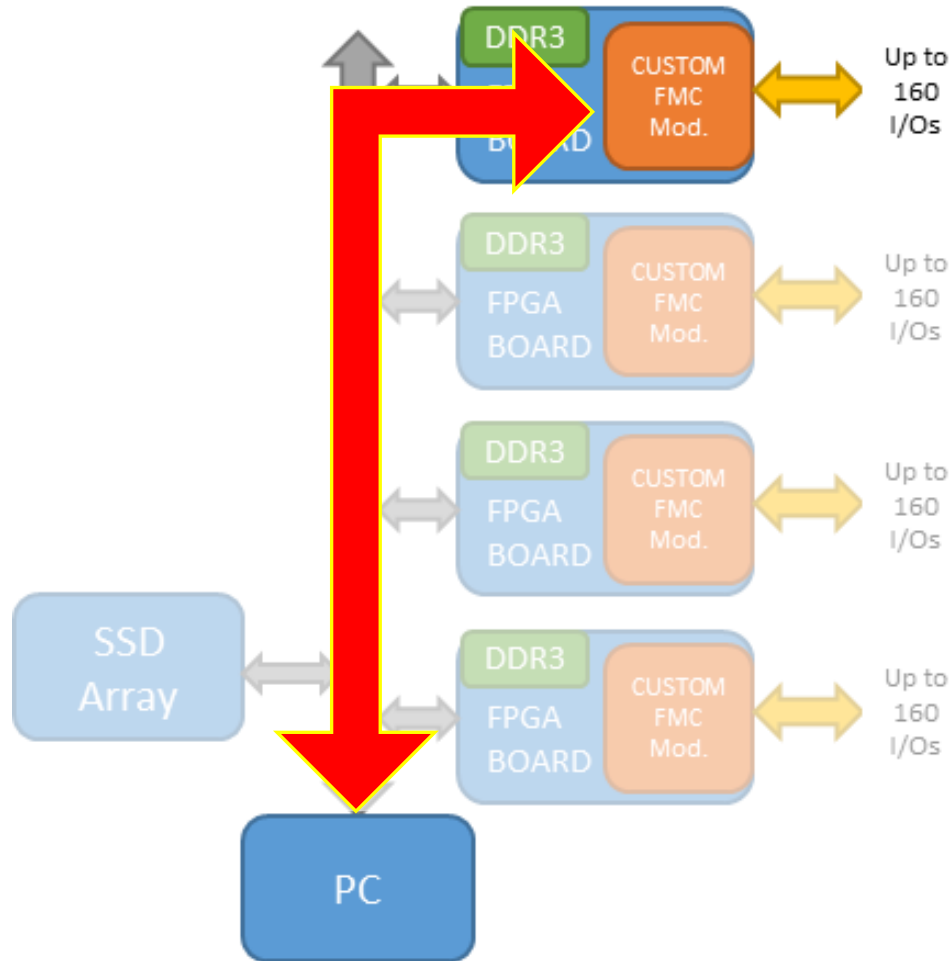 DDR3
BOARD
CUSTOM
FMC
Mod.
Up to
160
I/Os
DDR3
FPGA
BOARD
CUSTOM
FMC
Mod.
Up to
160
I/Os
DDR3
FPGA
BOARD
CUSTOM
FMC
Mod.
Up to
160
I/Os
SSD
Array
DDR3
FPGA
BOARD
CUSTOM
FMC
Mod.
Up to
160
I/Os
PC